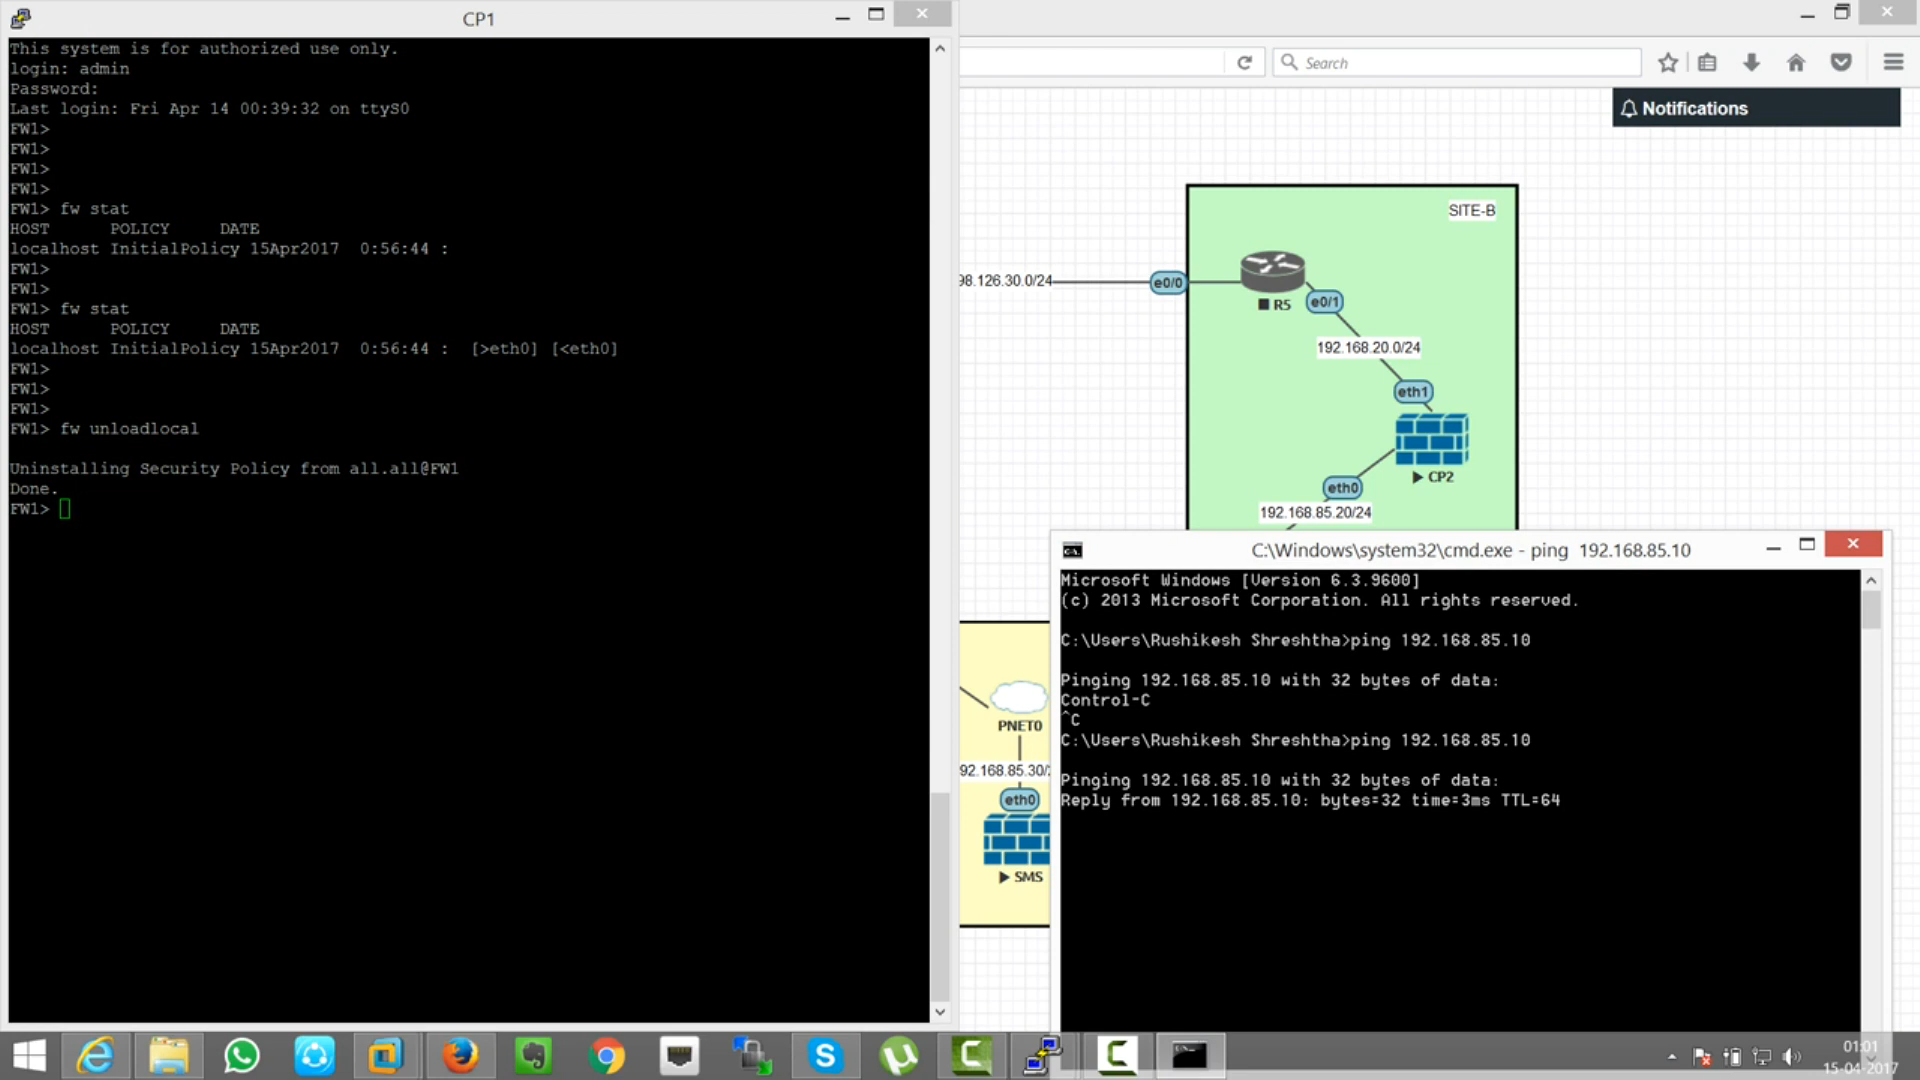 CP1
This system is for authorized use only.
login: admin
Password:
Last login: Fri Apr 14 00:39:32 on ttyS0
FW1>
FW1>
FW1>
FW1>
FW1> fw stat
HOST      POLICY     DATE
localhost InitialPolicy 15Apr2017  0:56:44 :
FW1>
FW1>
FW1> fw stat
HOST      POLICY     DATE
localhost InitialPolicy 15Apr2017  0:56:44 :  [>eth0] [<eth0]
FW1>
FW1>
FW1>
FW1> fw unloadlocal
Uninstalling Security Policy from all.all@FW1
Done.
FW1>
Search
Notifications
SITE-B
98.126.30.0/24
e0/0
R5
e0/1
192.168.20.0/24
eth1
CP2
eth0
192.168.85.20/24
PNET0
92.168.85.30/
eth0
SMS
C:\Windows\system32\cmd.exe - ping  192.168.85.10
Microsoft Windows [Version 6.3.9600]
(c) 2013 Microsoft Corporation. All rights reserved.
C:\Users\Rushikesh Shreshtha>ping 192.168.85.10
Pinging 192.168.85.10 with 32 bytes of data:
Control-C
^C
C:\Users\Rushikesh Shreshtha>ping 192.168.85.10
Pinging 192.168.85.10 with 32 bytes of data:
Reply from 192.168.85.10: bytes=32 time=3ms TTL=64
01:01
15-04-2017